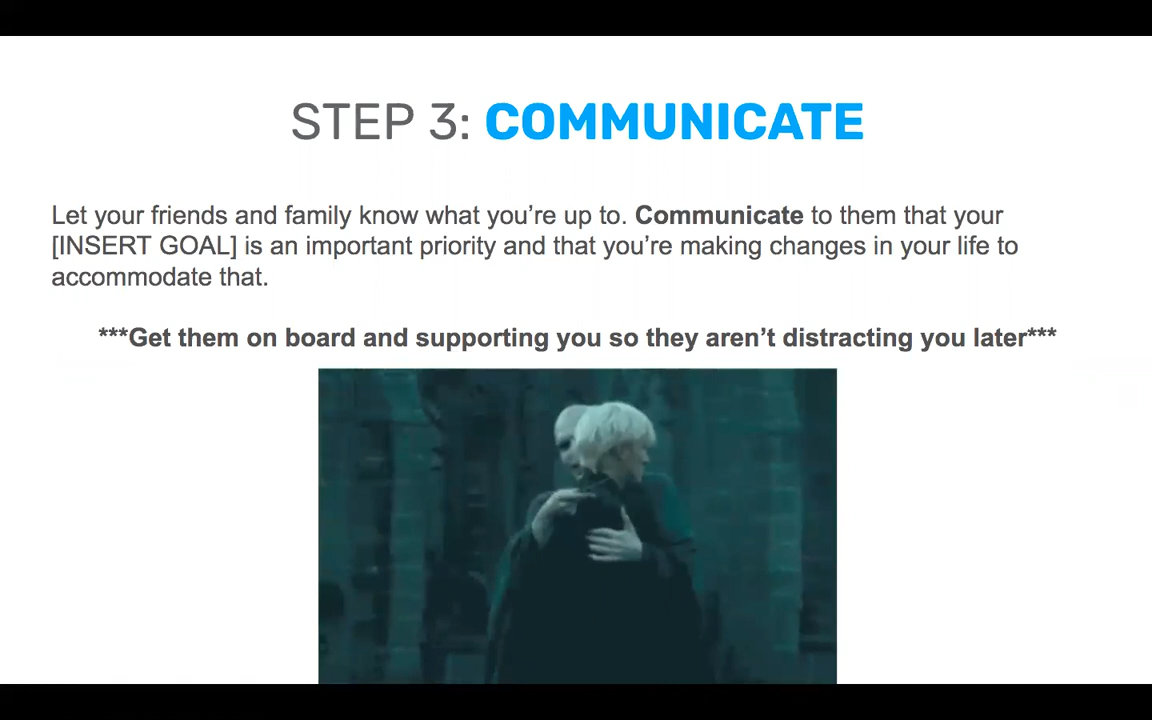 STEP 3: COMMUNICATE
Let your friends and family know what you’re up to. Communicate to them that your
[INSERT GOAL] is an important priority and that you’re making changes in your life to
accommodate that.
***Get them on board and supporting you so they aren’t distracting you later***